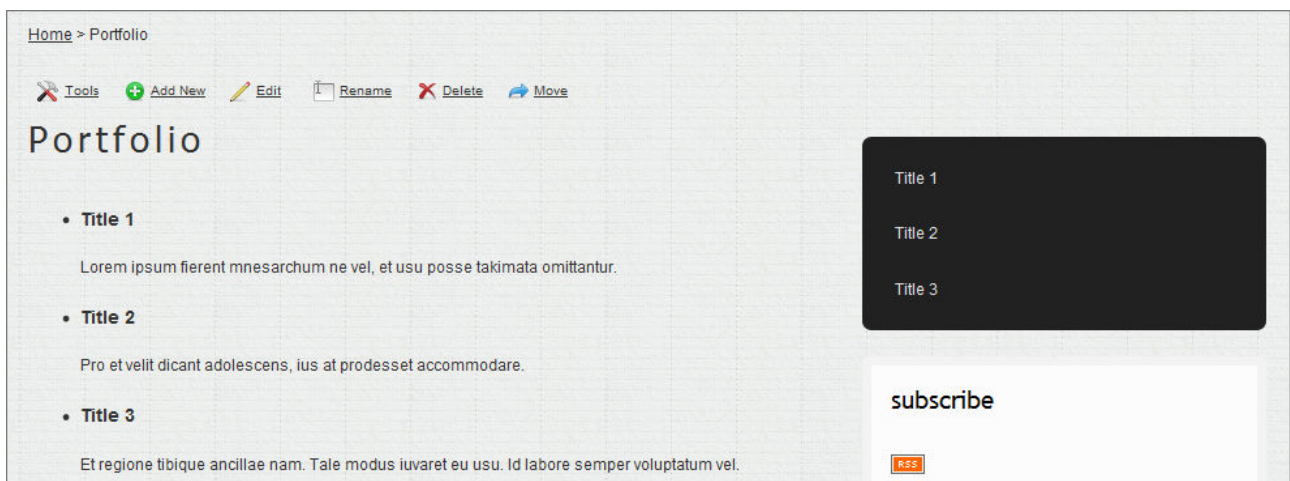 Home > Portfolio
Tools Add New Edit Rename Delete Move
Portfolio
• Title 1
Lorem ipsum fierent mnesarchum ne vel, et usu posse takimata omittantur.
• Title 2
Pro et velit dicant adolescens, ius at prodesset accommodare.
• Title 3
Et regione tibique ancillae nam. Tale modus iuvaret eu usu. Id labore semper voluptatum vel.
Title 1
Title 2
Title 3
subscribe
RSS